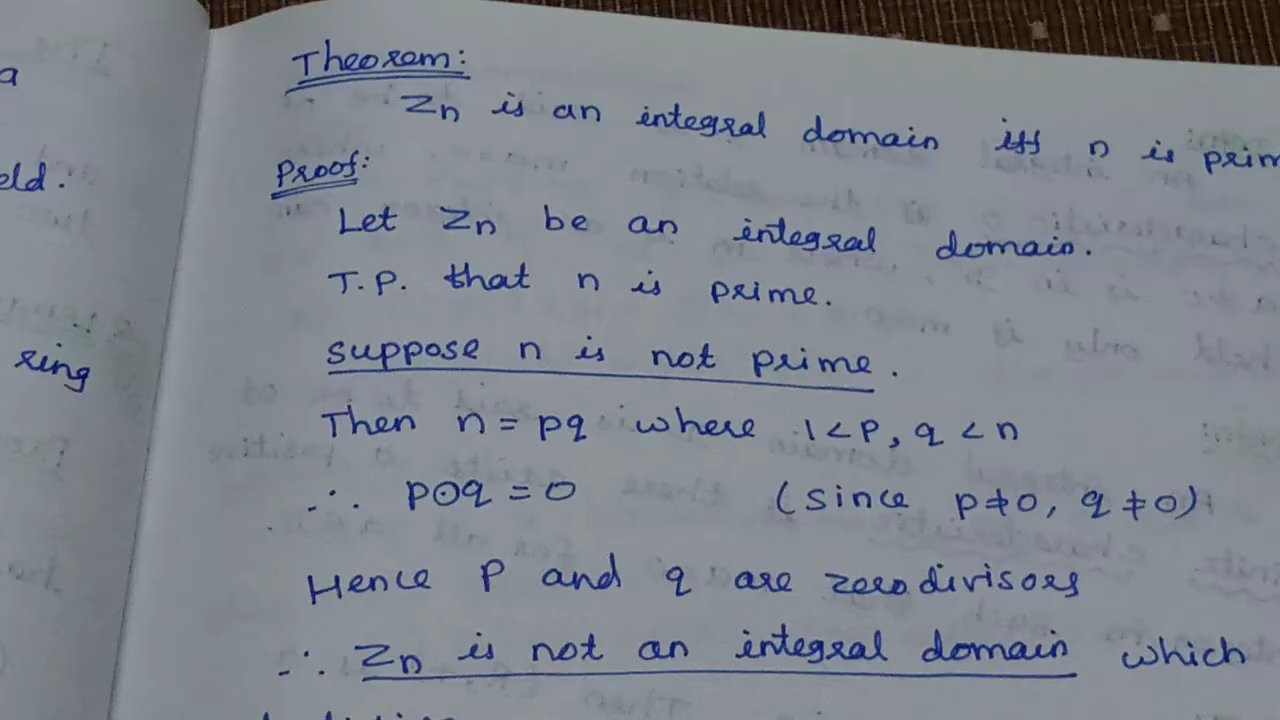 a
eld.
ring
Theorem:
Zn is an integral domain iff n is prim
Proof:
Let Zn be an integral domain.
T.P. that n is prime.
suppose n is not prime.
Then n = pq where 1<p, q<n
∴ p⊙q = 0 (since p≠0, q≠0)
Hence p and q are zero divisors
∴ Zn is not an integral domain which